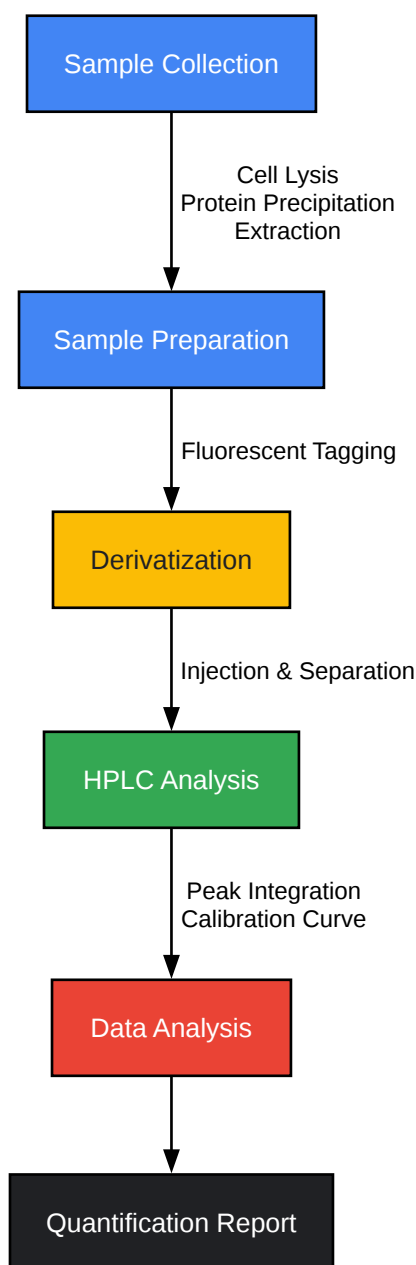 Sample Collection
Cell Lysis
Protein Precipitation
Extraction
Sample Preparation
Fluorescent Tagging
Derivatization
Injection & Separation
HPLC Analysis
Peak Integration
Calibration Curve
Data Analysis
Quantification Report